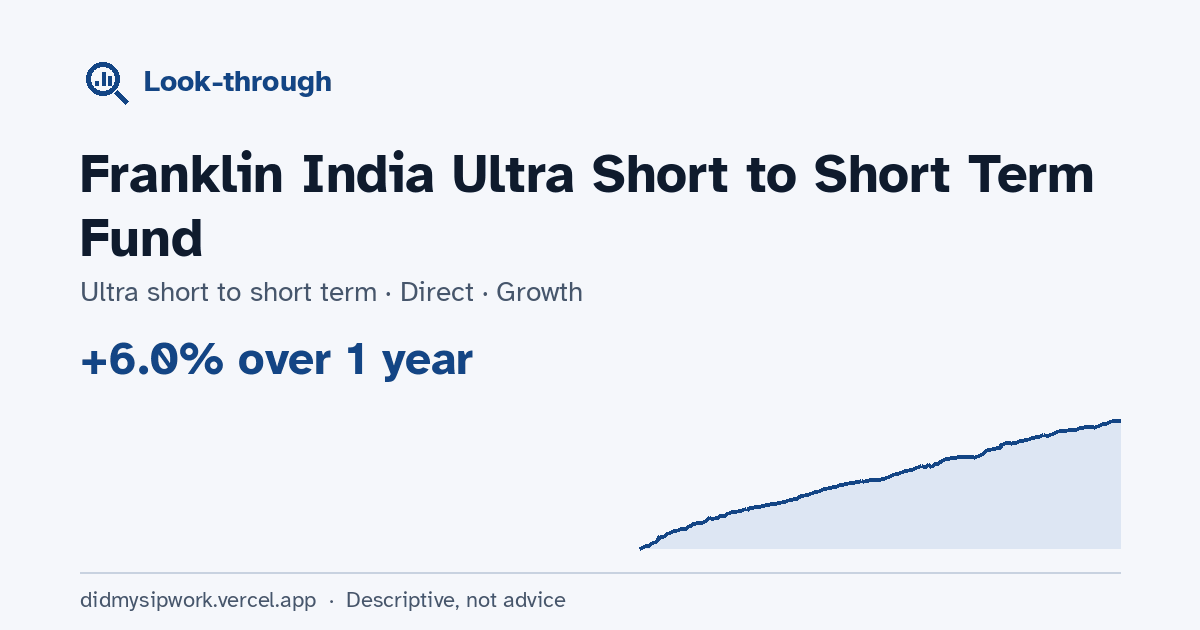 Look-through
Franklin India Ultra Short to Short Term
Fund
Ultra short to short term · Direct · Growth
+6.0% over 1 year
didmysipwork.vercel.app · Descriptive, not advice